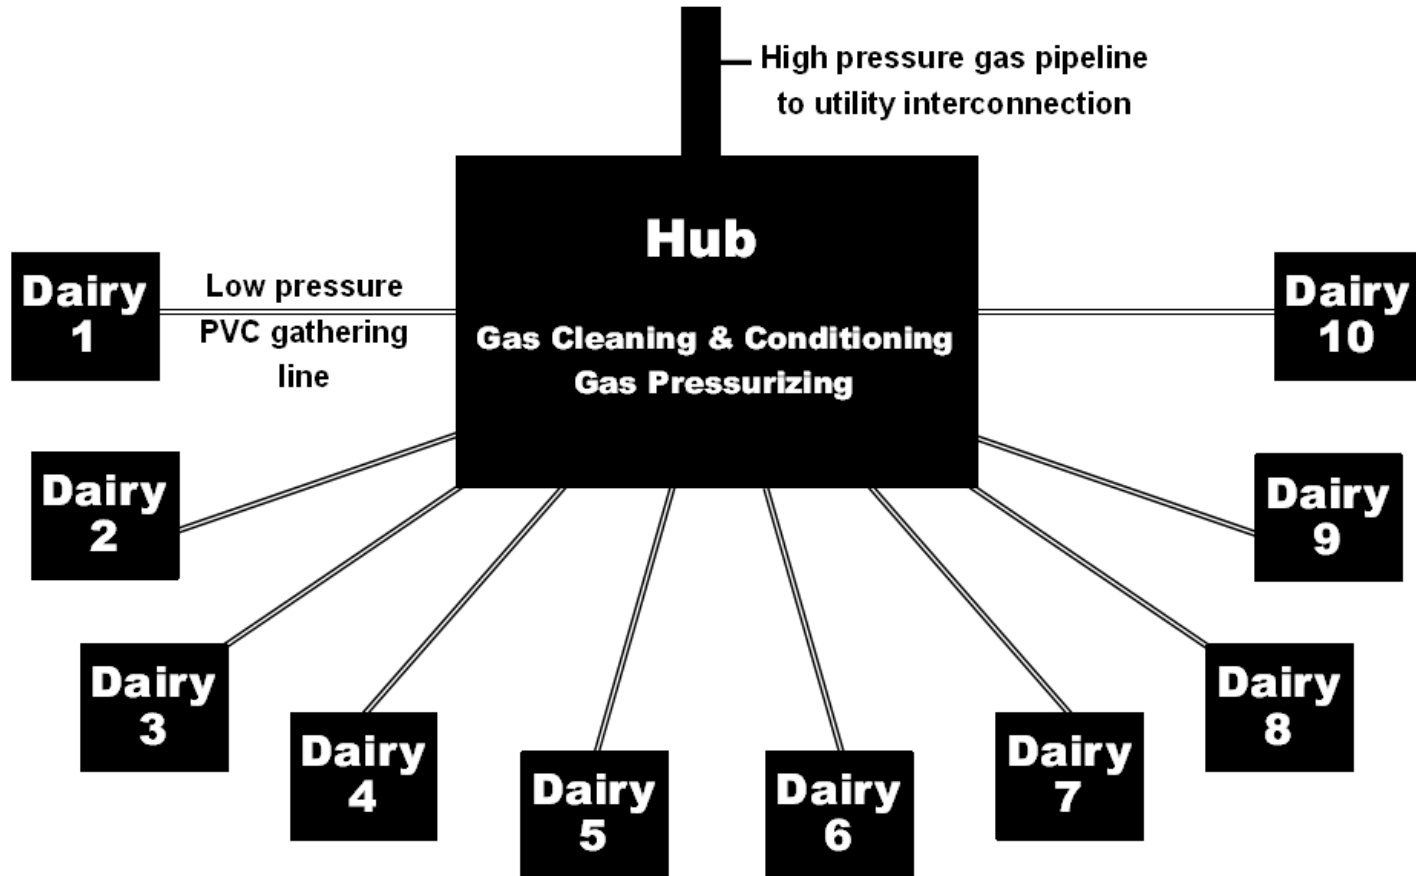 High pressure gas pipeline
to utility interconnection
Hub
Gas Cleaning & Conditioning
Gas Pressurizing
Dairy
1
Low pressure
PVC gathering
line
Dairy
10
Dairy
2
Dairy
9
Dairy
3
Dairy
8
Dairy
4
Dairy
7
Dairy
5
Dairy
6